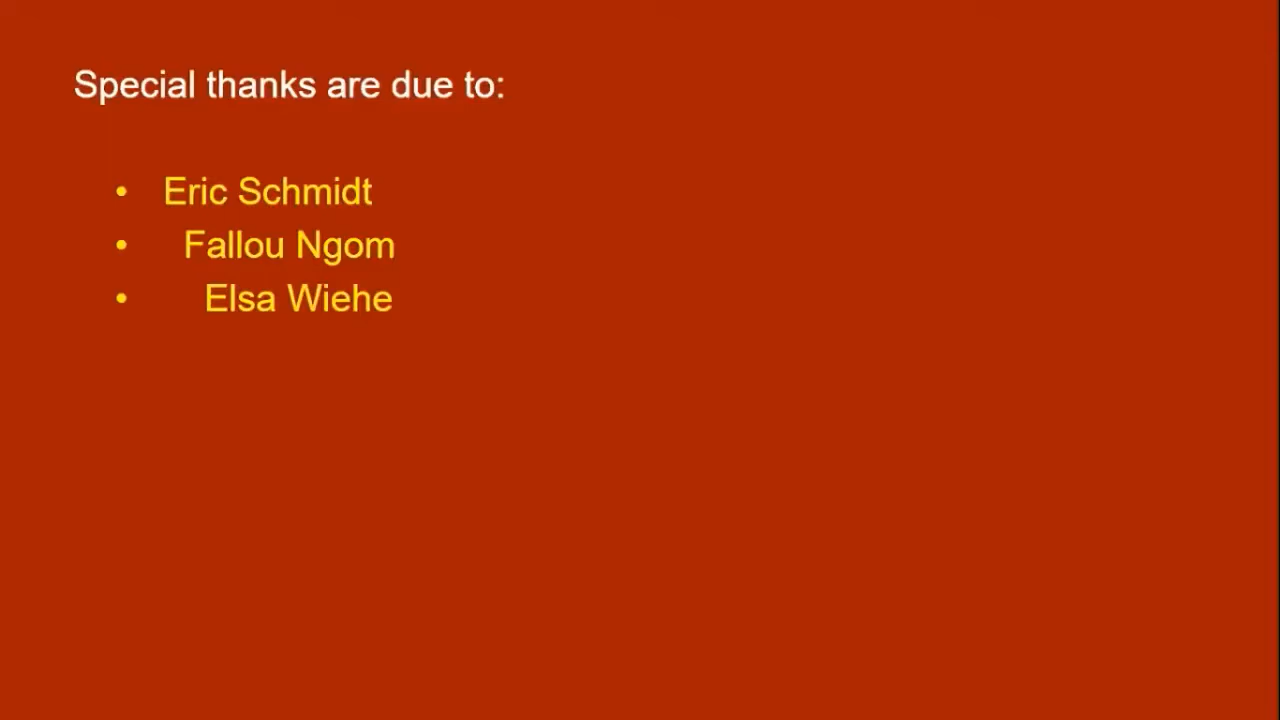 Special thanks are due to:
• Eric Schmidt
• Fallou Ngom
• Elsa Wiehe